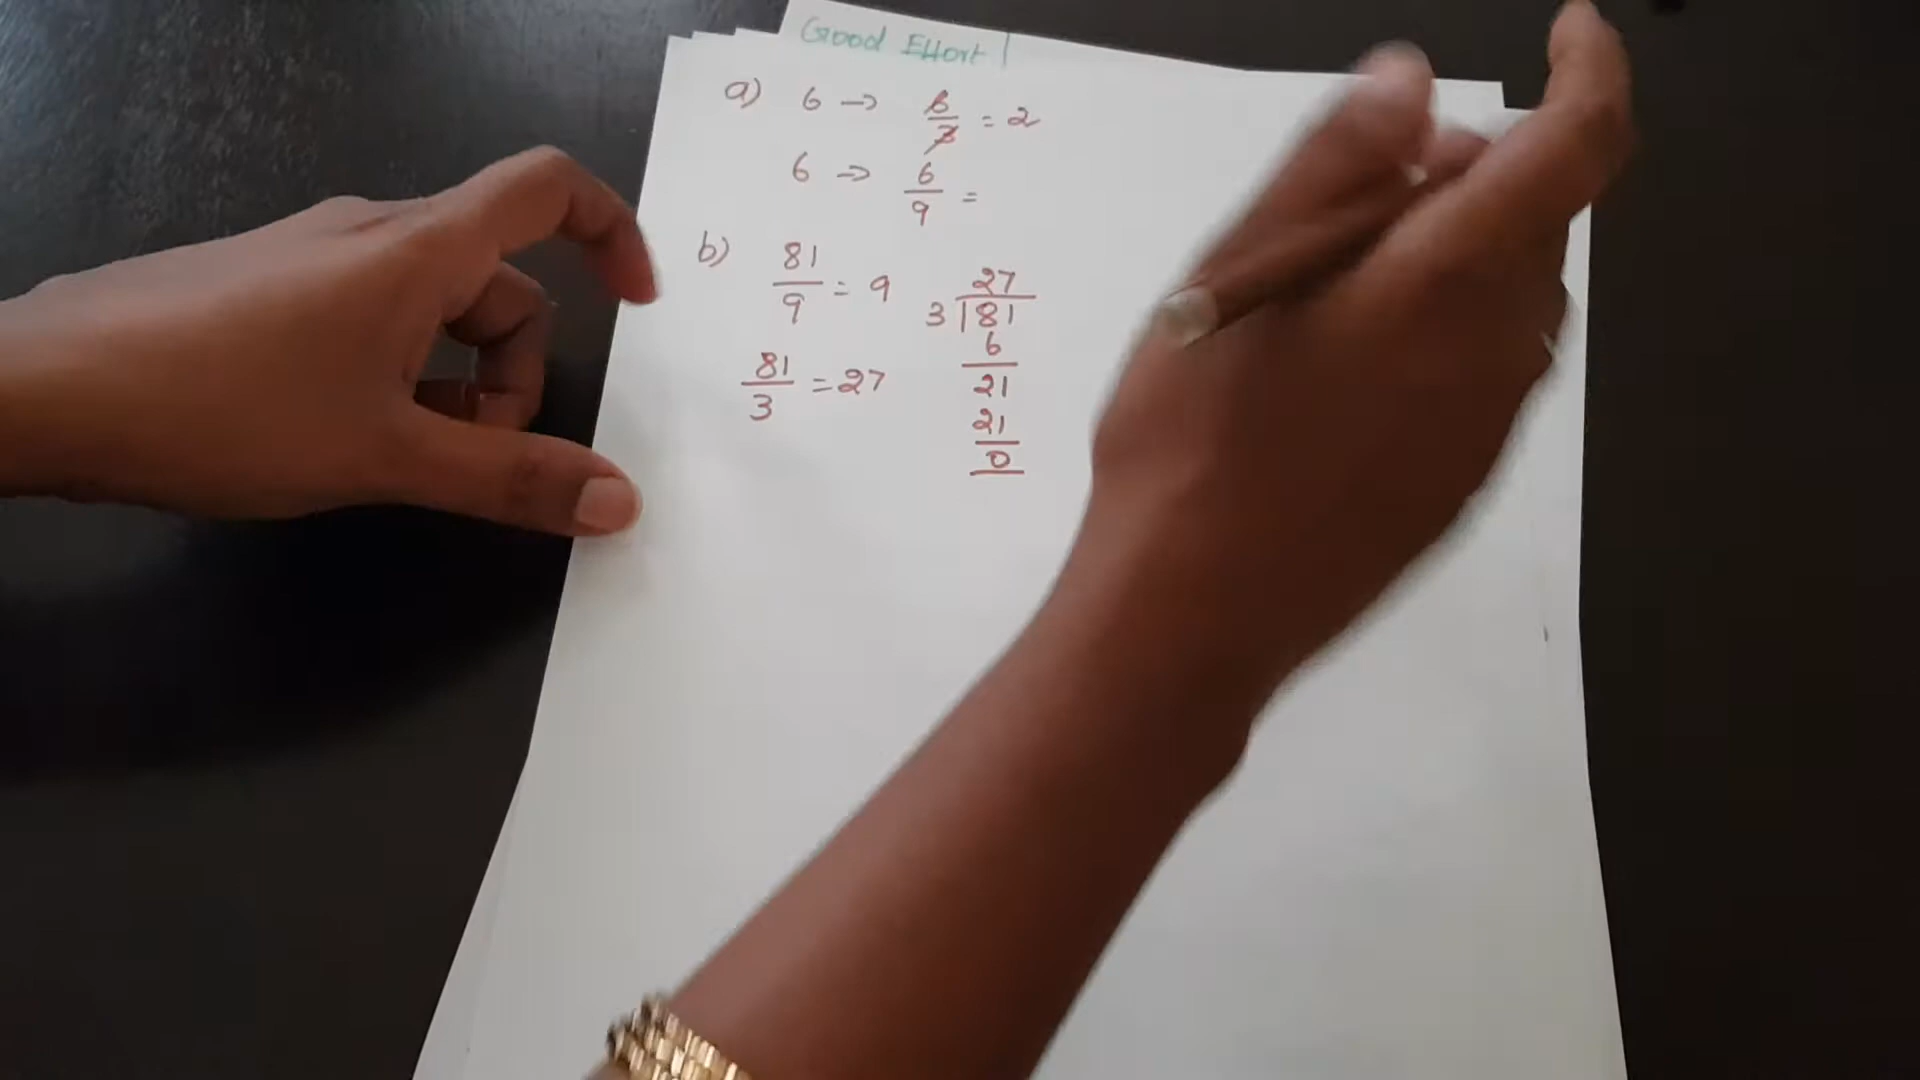 Good Effort
a) 6 → 6/3 = 2
6 → 6/9 =
b) 81/9 = 9
81/3 = 27
27
3 | 81
6
21
21
0